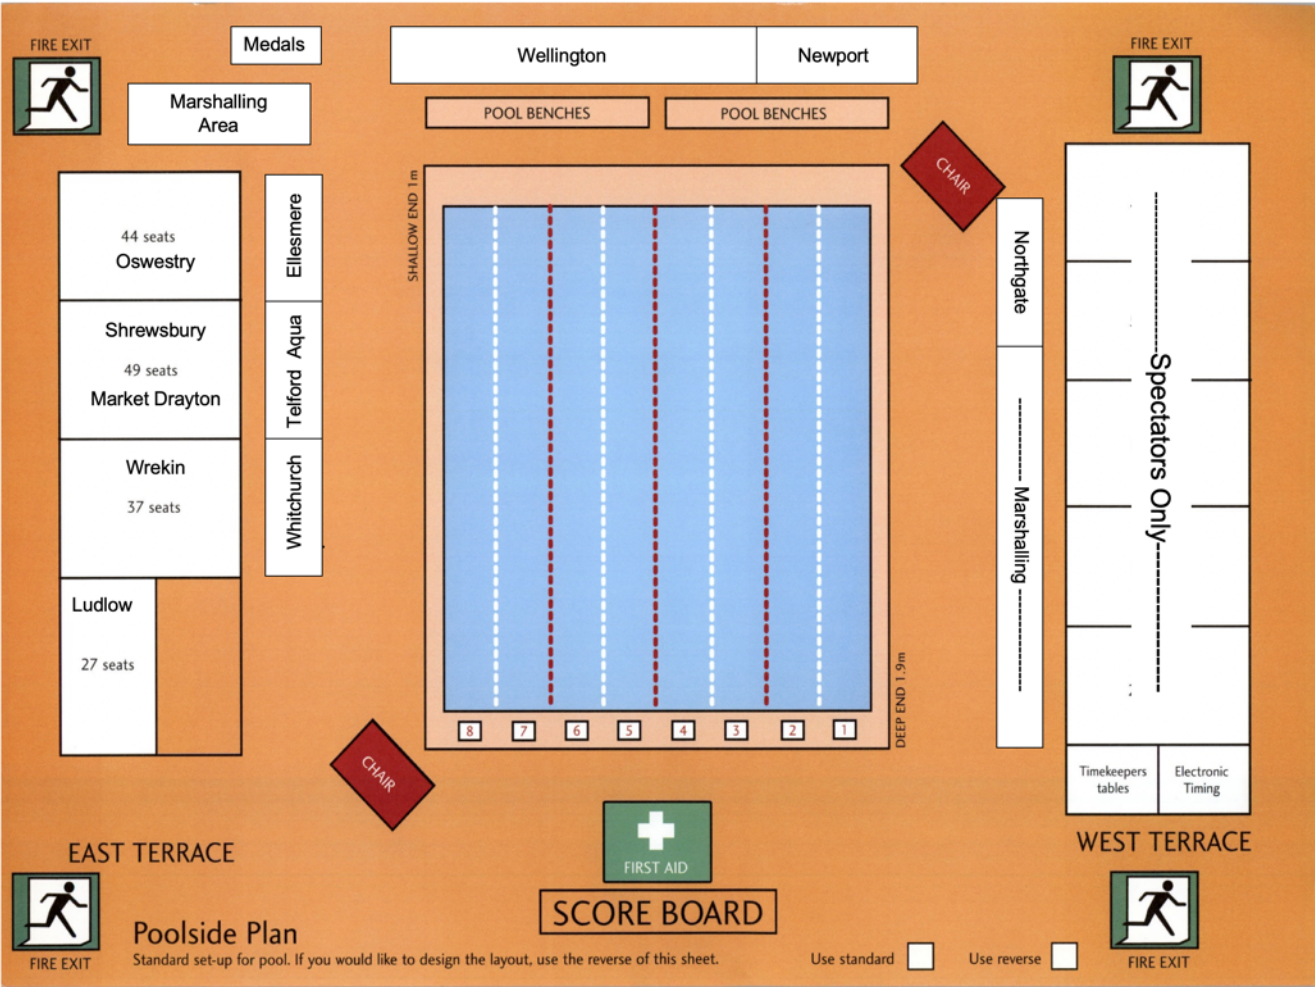 FIRE EXIT
Medals
Wellington
Newport
FIRE EXIT
Marshalling
Area
POOL BENCHES
POOL BENCHES
CHAIR
SHALLOW END 1m
44 seats
Oswestry
Ellesmere
Northgate
Shrewsbury
49 seats
Market Drayton
Telford Aqua
Spectators Only
Wrekin
37 seats
Whitchurch
Marshalling
Ludlow
27 seats
DEEP END 1.9m
8 7 6 5 4 3 2 1
CHAIR
Timekeepers
tables
Electronic
Timing
FIRST AID
EAST TERRACE
WEST TERRACE
SCORE BOARD
Poolside Plan
Standard set-up for pool. If you would like to design the layout, use the reverse of this sheet.
Use standard
Use reverse
FIRE EXIT
FIRE EXIT